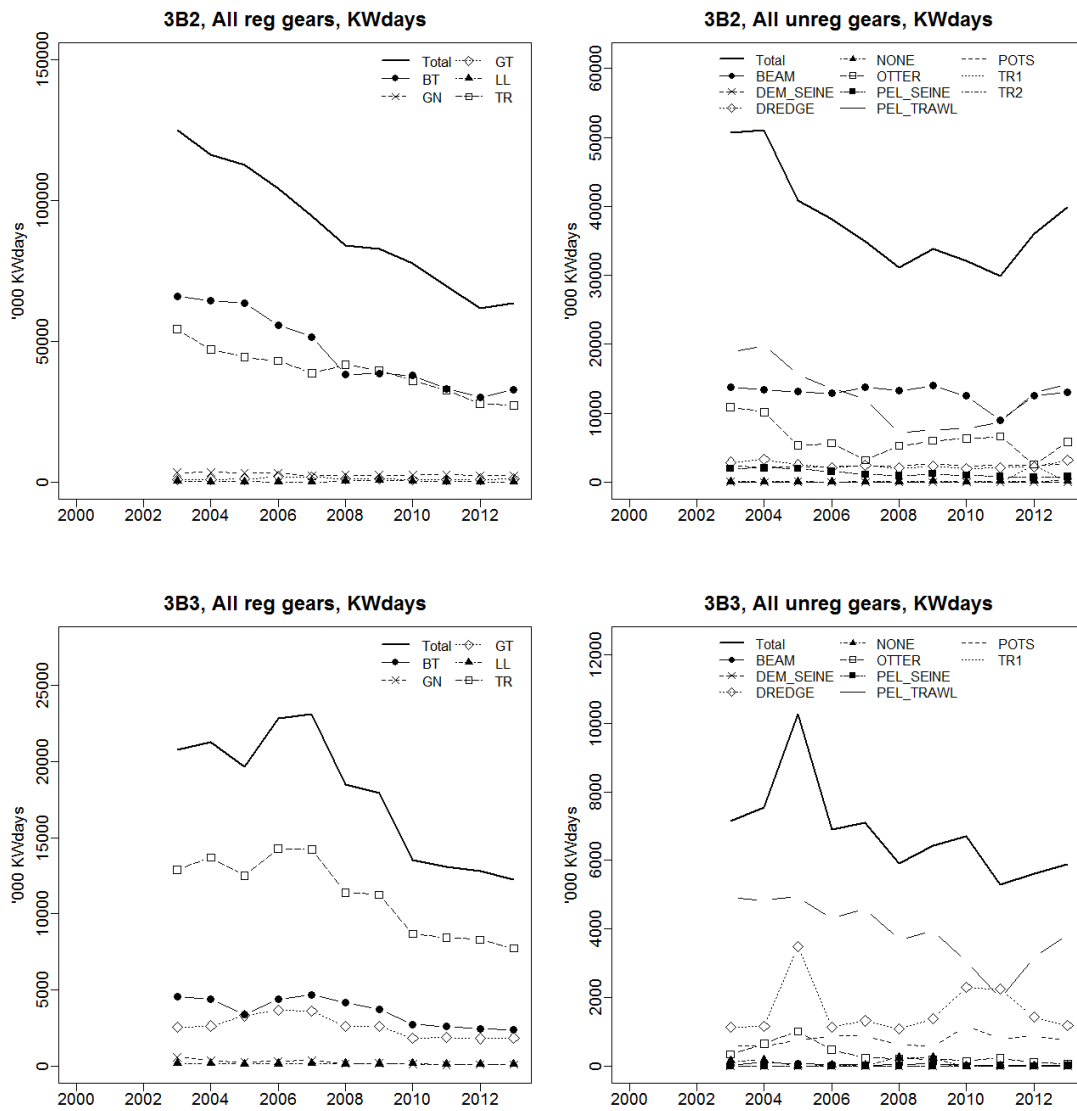 3B2, All reg gears, KWdays
'000 KWdays
150000
100000
50000
0
Total GT
BT LL
GN TR
2000 2002 2004 2006 2008 2010 2012
3B2, All unreg gears, KWdays
'000 KWdays
60000
50000
40000
30000
20000
10000
0
Total NONE POTS
BEAM OTTER TR1
DEM_SEINE PEL_SEINE TR2
DREDGE PEL_TRAWL
2000 2002 2004 2006 2008 2010 2012
3B3, All reg gears, KWdays
'000 KWdays
25000
20000
15000
10000
5000
0
Total GT
BT LL
GN TR
2000 2002 2004 2006 2008 2010 2012
3B3, All unreg gears, KWdays
'000 KWdays
12000
10000
8000
6000
4000
2000
0
Total NONE POTS
BEAM OTTER TR1
DEM_SEINE PEL_SEINE
DREDGE PEL_TRAWL
2000 2002 2004 2006 2008 2010 2012